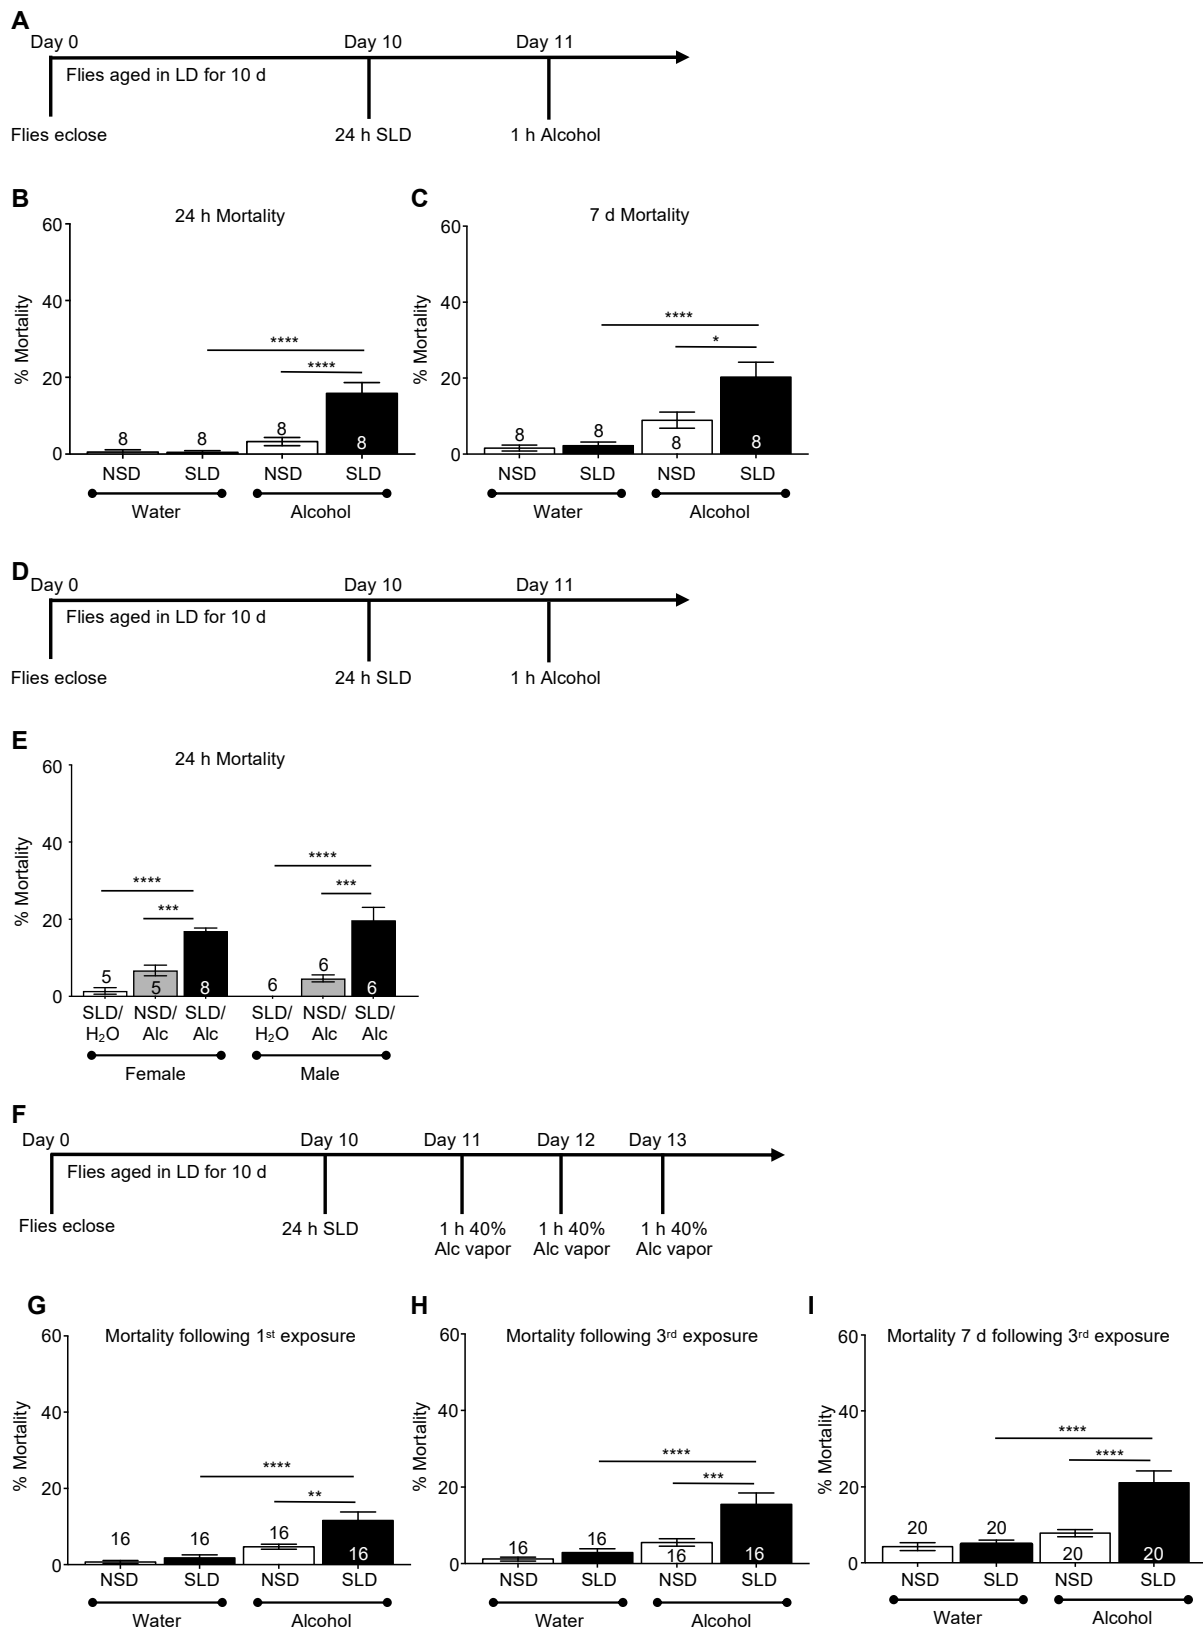 A
Day 0 Day 10 Day 11
Flies aged in LD for 10 d
Flies eclose 24 h SLD 1 h Alcohol
B
24 h Mortality
% Mortality
60
40
20
0
****
****
8 8 8 8
NSD SLD NSD SLD
Water Alcohol
C
7 d Mortality
% Mortality
60
40
20
0
****
*
8 8 8 8
NSD SLD NSD SLD
Water Alcohol
D
Day 0 Day 10 Day 11
Flies aged in LD for 10 d
Flies eclose 24 h SLD 1 h Alcohol
E
24 h Mortality
% Mortality
60
40
20
0
**** ****
*** ***
5 5 8 6 6 6
SLD/ NSD/ SLD/ SLD/ NSD/ SLD/
H₂O Alc Alc H₂O Alc Alc
Female Male
F
Day 0 Day 10 Day 11 Day 12 Day 13
Flies aged in LD for 10 d
Flies eclose 24 h SLD 1 h 40% 1 h 40% 1 h 40%
Alc vapor Alc vapor Alc vapor
G
Mortality following 1st exposure
% Mortality
60
40
20
0
****
**
16 16 16 16
NSD SLD NSD SLD
Water Alcohol
H
Mortality following 3rd exposure
% Mortality
60
40
20
0
****
***
16 16 16 16
NSD SLD NSD SLD
Water Alcohol
I
Mortality 7 d following 3rd exposure
% Mortality
60
40
20
0
****
****
20 20 20 20
NSD SLD NSD SLD
Water Alcohol